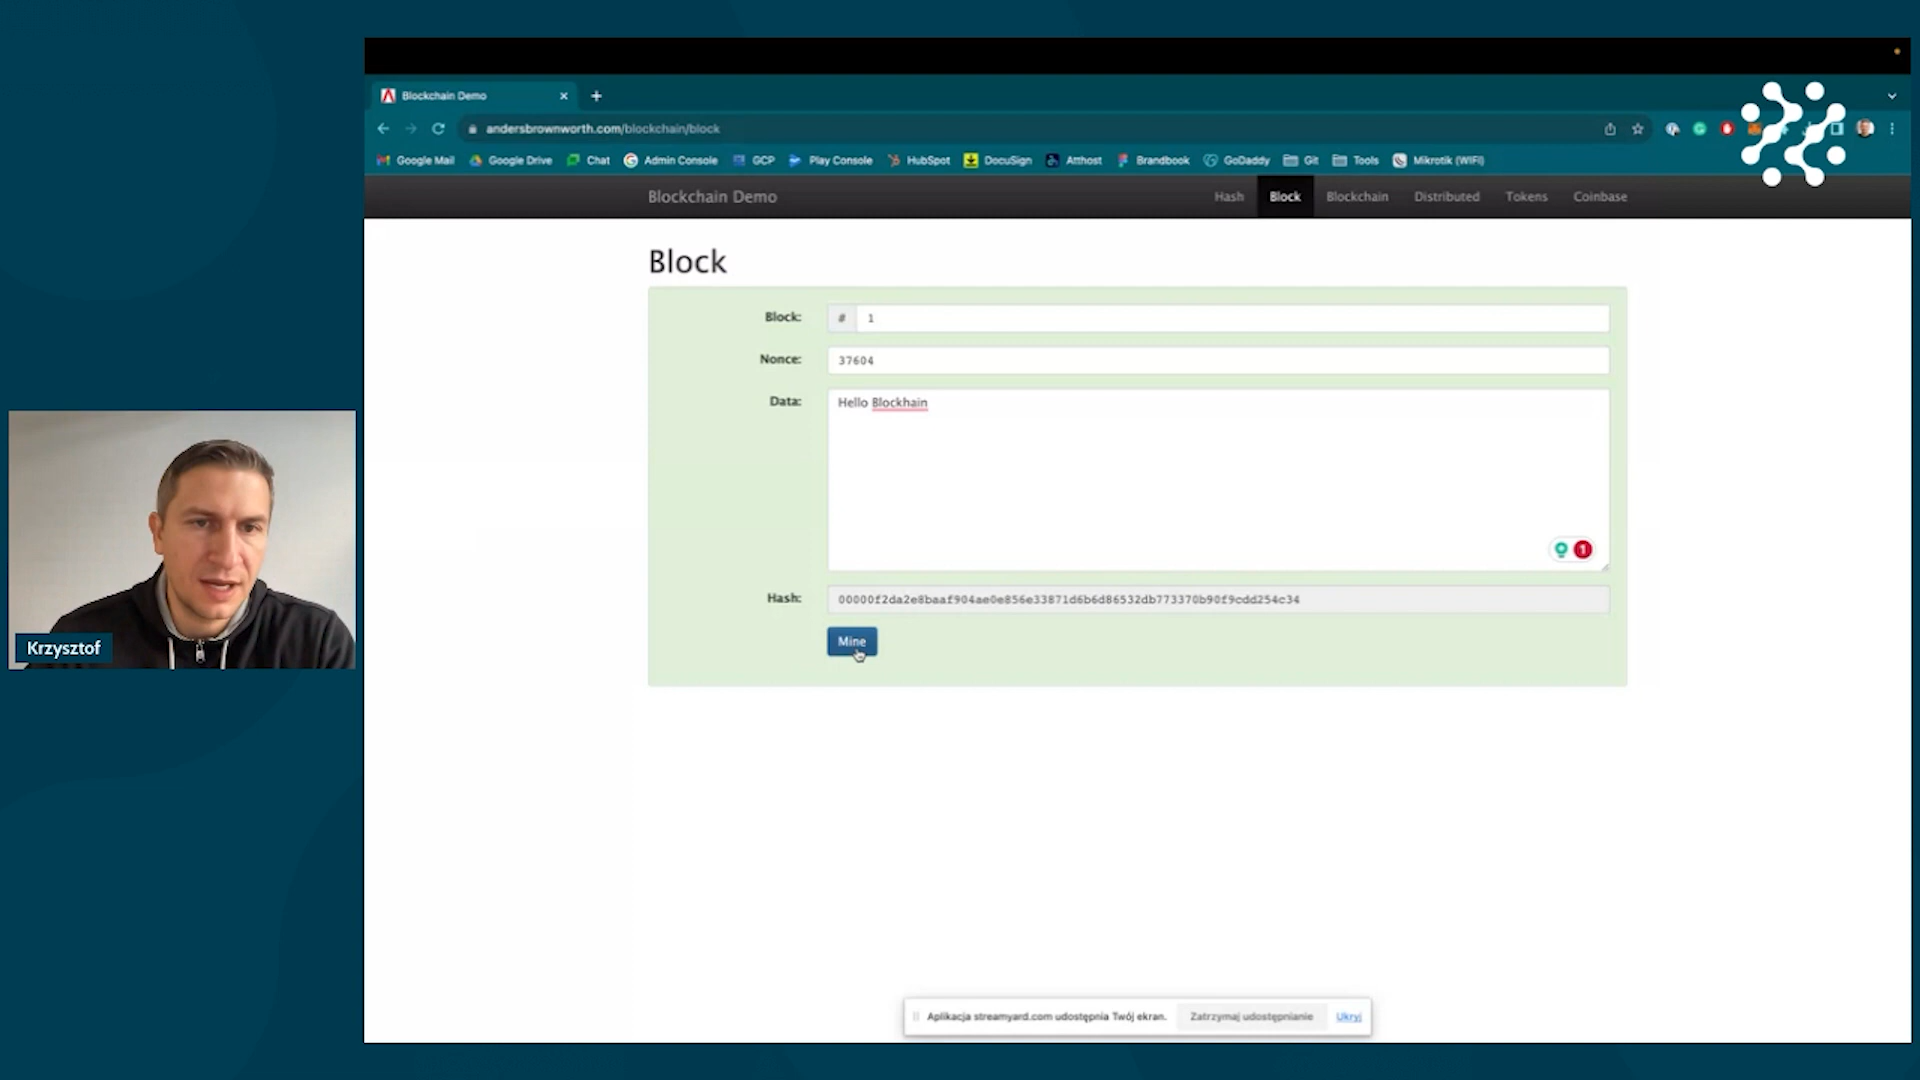 Blockchain Demo
andersbrownworth.com/blockchain/block
Google Mail Google Drive Chat Admin Console GCP Play Console HubSpot DocuSign Atthost Brandbook GoDaddy Git Tools Mikrotik (WIFI)
Blockchain Demo Hash Block Blockchain Distributed Tokens Coinbase
Block
Block: # 1
Nonce: 37604
Data: Hello Blockhain
1
Hash: 00000f2da2e8baaf904ae0e856e33871d6b6d86532db773370b90f9cdd254c34
Mine
Krzysztof
Aplikacja streamyard.com udostępnia Twój ekran. Zatrzymaj udostępnianie Ukryj